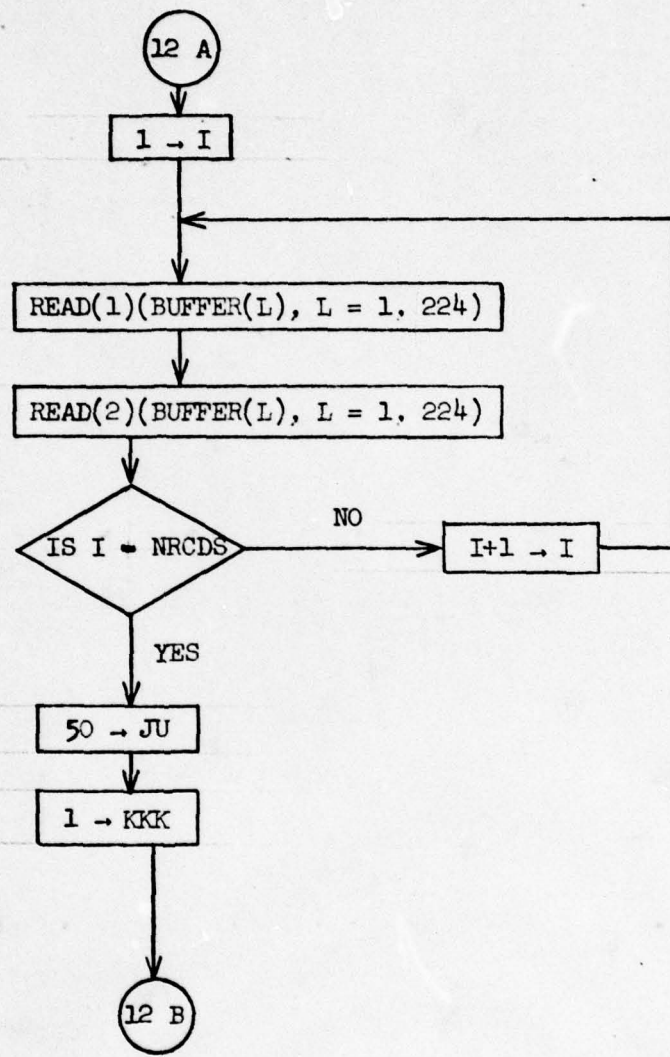 12 A
1 → I
READ(1)(BUFFER(L), L = 1, 224)
READ(2)(BUFFER(L), L = 1, 224)
IS I = NRCDS
NO
I+1 → I
YES
50 → JU
1 → KKK
12 B